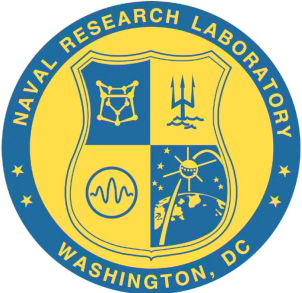 NAVAL RESEARCH LABORATORY
WASHINGTON, DC